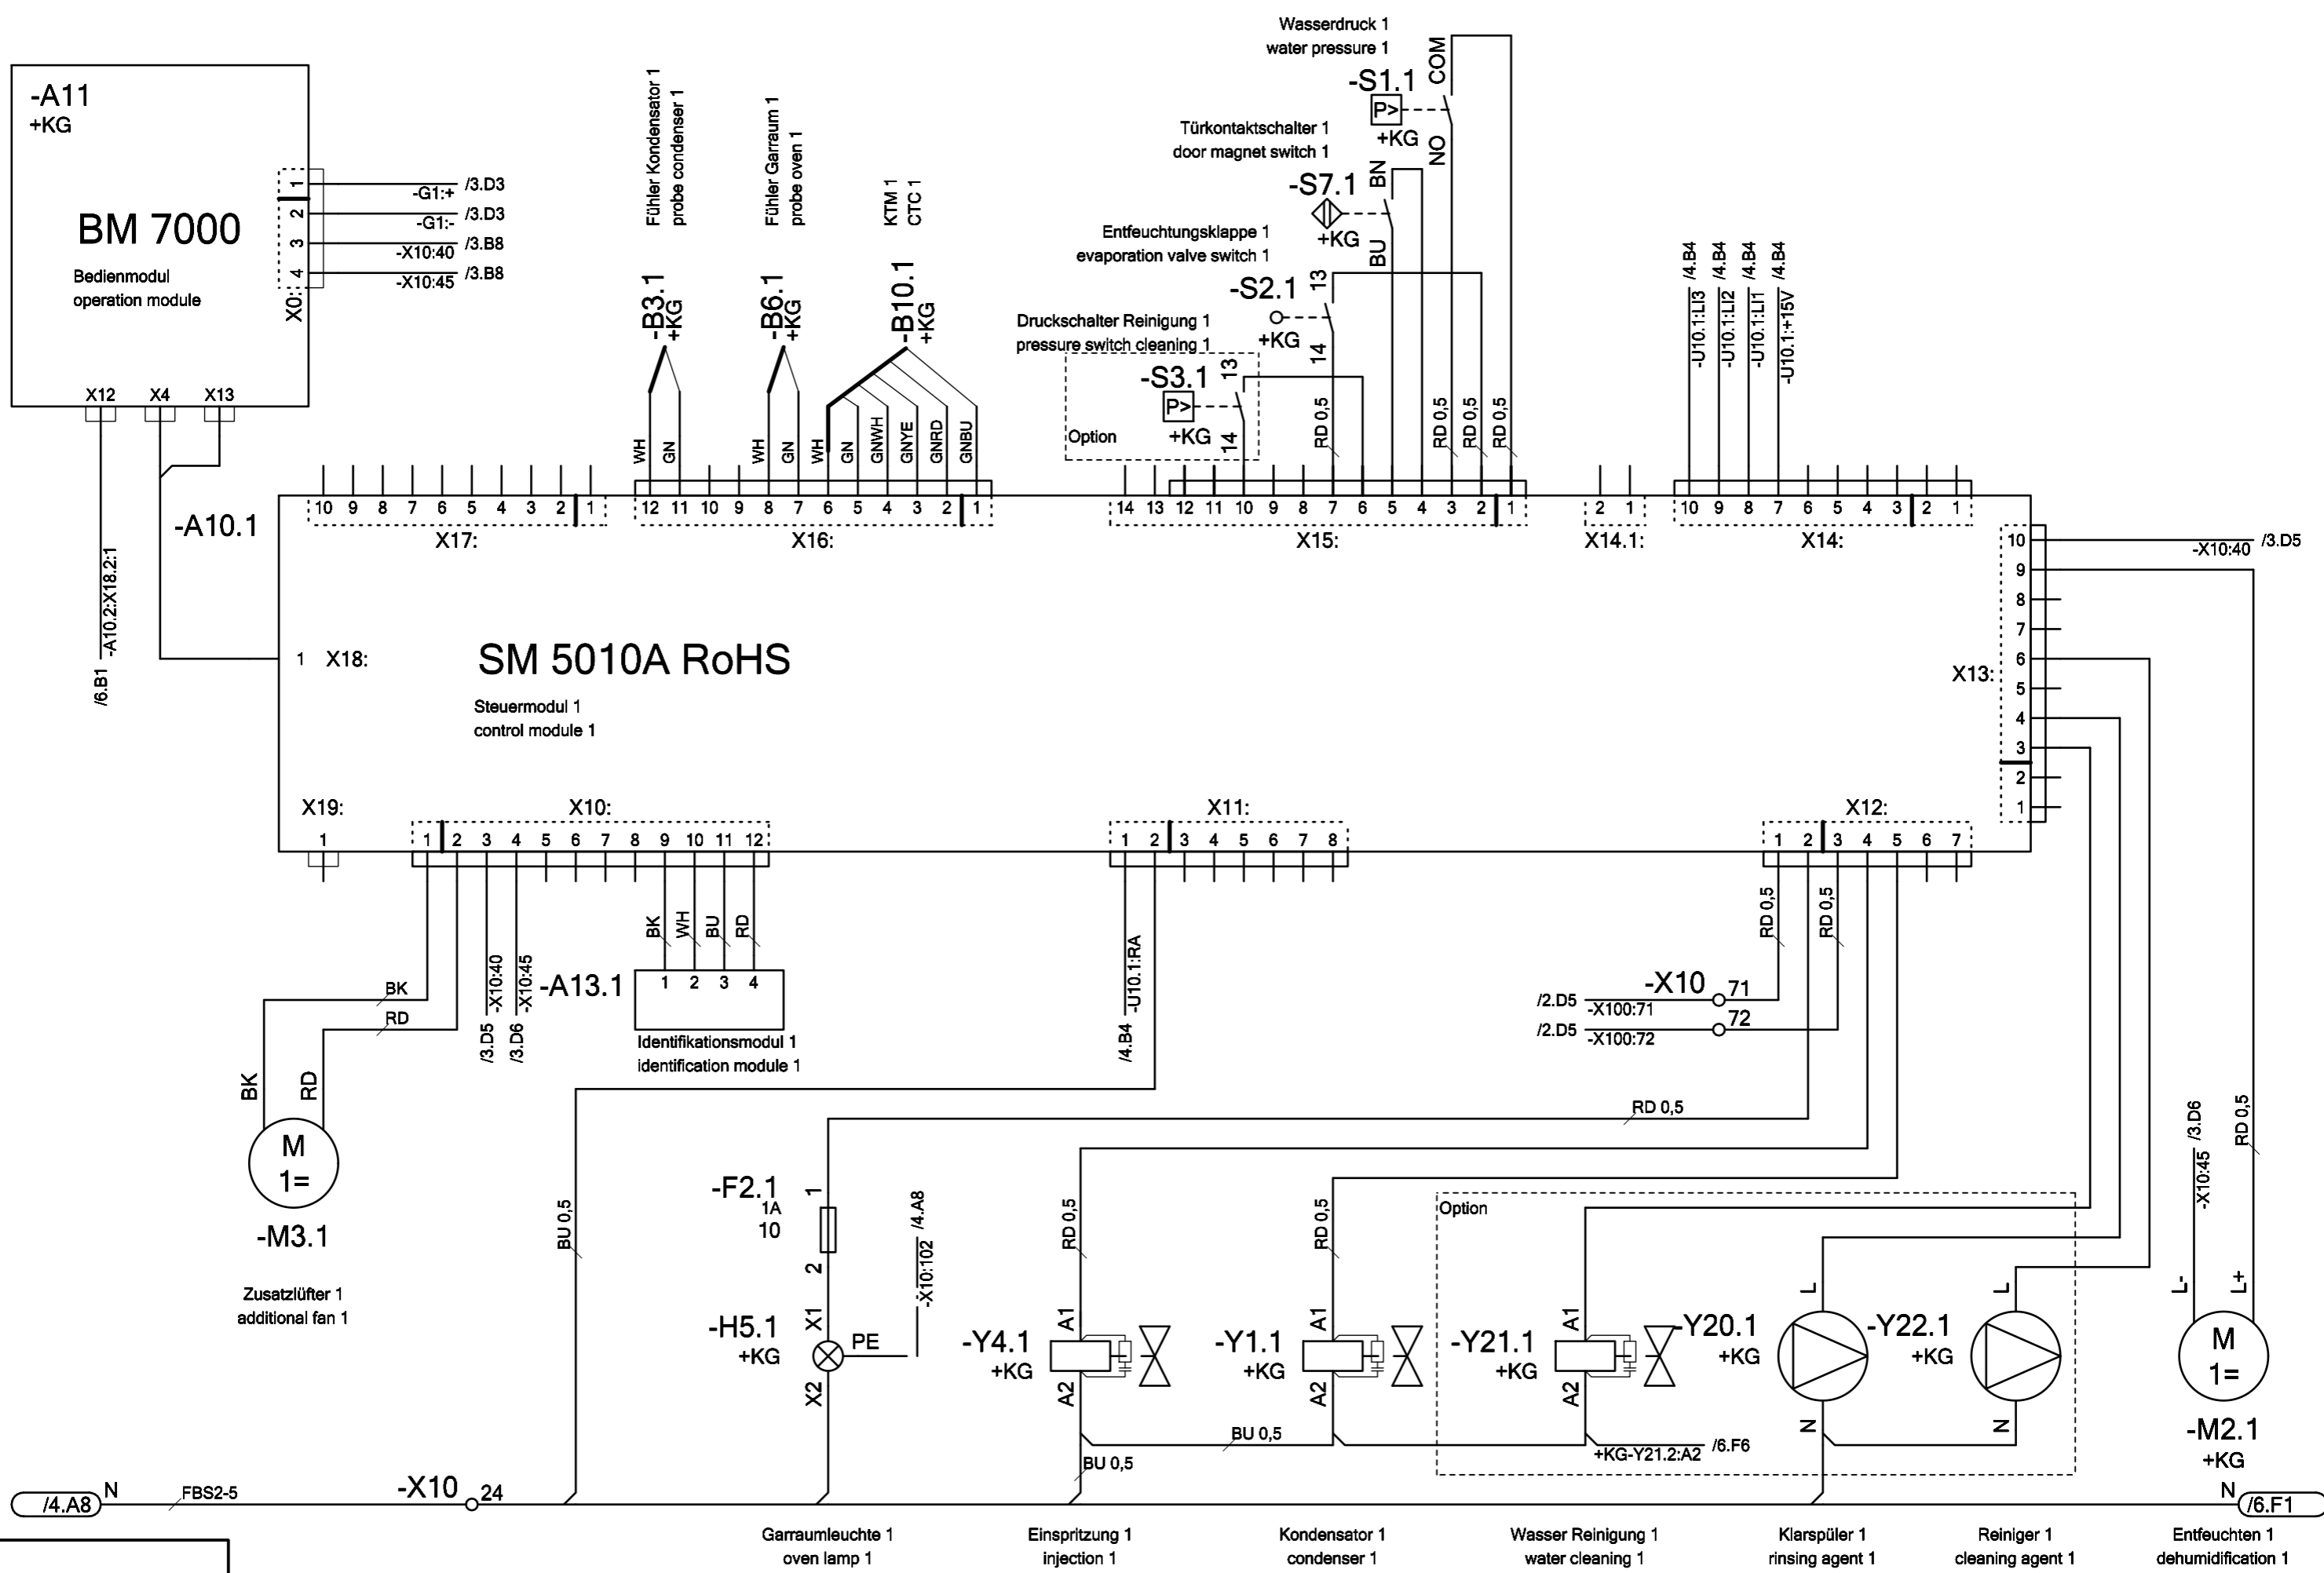 Wasserdruck 1
water pressure 1
-S1.1
P>
+KG
COM
NO
-A11
+KG
BM 7000
Bedienmodul
operation module
X0:
1
2
3
4
-G1:+ /3.D3
-G1:- /3.D3
-X10:40 /3.B8
-X10:45 /3.B8
X12 X4 X13
/6.B1 -A10.2:X18.2:1
Fühler Kondensator 1
probe condenser 1
-B3.1
+KG
WH
GN
Fühler Garraum 1
probe oven 1
-B6.1
+KG
WH
GN
KTM 1
CTC 1
-B10.1
+KG
WH
GN
GNWH
GNYE
GNRD
GNBU
Türkontaktschalter 1
door magnet switch 1
-S7.1
+KG
BN
BU
Entfeuchtungsklappe 1
evaporation valve switch 1
-S2.1
+KG
13
14
Druckschalter Reinigung 1
pressure switch cleaning 1
-S3.1
P>
+KG
13
14
Option
RD 0,5
RD 0,5
RD 0,5
RD 0,5
-U10.1:LI3 /4.B4
-U10.1:LI2 /4.B4
-U10.1:LI1 /4.B4
-U10.1:+15V /4.B4
-A10.1
10 9 8 7 6 5 4 3 2 1
X17:
12 11 10 9 8 7 6 5 4 3 2 1
X16:
14 13 12 11 10 9 8 7 6 5 4 3 2 1
X15:
2 1
X14.1:
10 9 8 7 6 5 4 3 2 1
X14:
10
9
8
7
6
5
4
3
2
1
X13:
-X10:40 /3.D5
1 X18:
SM 5010A RoHS
Steuermodul 1
control module 1
X19:
1
X10:
1 2 3 4 5 6 7 8 9 10 11 12
X11:
1 2 3 4 5 6 7 8
X12:
1 2 3 4 5 6 7
BK
RD
BK
RD
M
1=
-M3.1
Zusatzlüfter 1
additional fan 1
/3.D5 -X10:40
/3.D6 -X10:45
BK
WH
BU
RD
-A13.1
1 2 3 4
Identifikationsmodul 1
identification module 1
/4.B4 -U10.1:RA
RD 0,5
RD 0,5
-X10
/2.D5 -X100:71 71
/2.D5 -X100:72 72
RD 0,5
BU 0,5
-F2.1
1A
10
1
2
-H5.1
+KG
X1
X2
PE
-X10:102 /4.A8
RD 0,5
-Y4.1
+KG
A1
A2
BU 0,5
BU 0,5
RD 0,5
-Y1.1
+KG
A1
A2
Option
-Y21.1
+KG
A1
A2
+KG-Y21.2:A2 /6.F6
-Y20.1
+KG
L
N
-Y22.1
+KG
L
N
-X10:45 /3.D6
RD 0,5
L-
L+
M
1=
-M2.1
+KG
/4.A8 N FBS2-5 -X10 24
N /6.F1
Garraumleuchte 1
oven lamp 1
Einspritzung 1
injection 1
Kondensator 1
condenser 1
Wasser Reinigung 1
water cleaning 1
Klarspüler 1
rinsing agent 1
Reiniger 1
cleaning agent 1
Entfeuchten 1
dehumidification 1